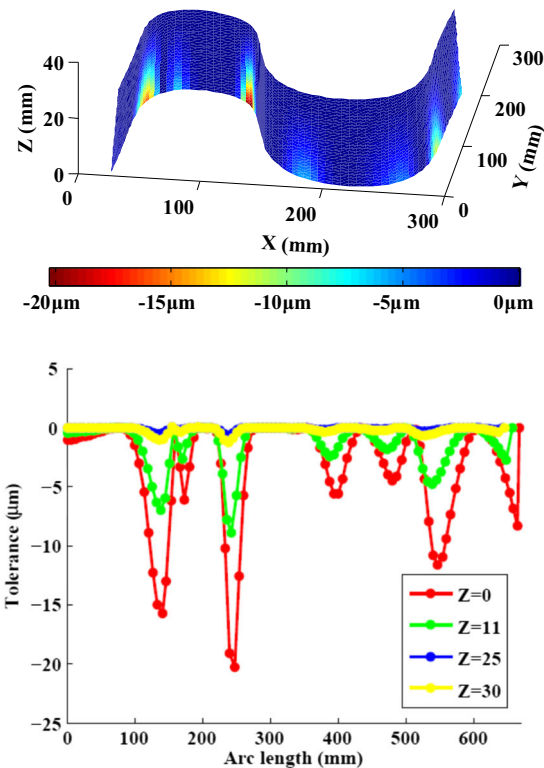 40
20
0
Z (mm)
0
100
200
300
X (mm)
0
100
200
300
Y (mm)
-20μm
-15μm
-10μm
-5μm
0μm
5
0
−5
−10
−15
−20
−25
Tolerance (μm)
0
100
200
300
400
500
600
Arc length (mm)
Z=0
Z=11
Z=25
Z=30